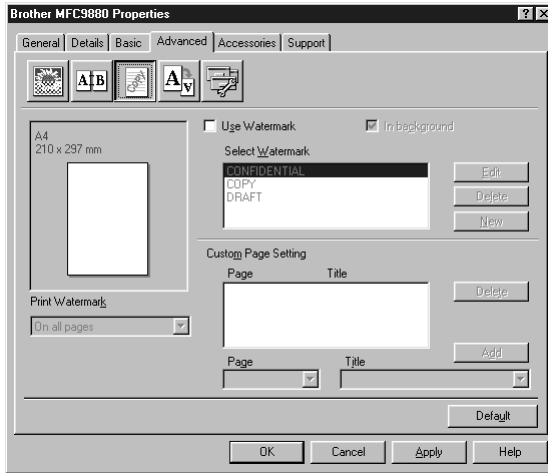 Brother MFC9880 Properties
General Details Basic Advanced Accessories Support
A B
Copy
A A
A4
210 x 297 mm
Use Watermark In background
Select Watermark
CONFIDENTIAL
COPY
DRAFT
Edit
Delete
New
Custom Page Setting
Page Title
Delete
Print Watermark
On all pages
Add
Page Title
Default
OK Cancel Apply Help